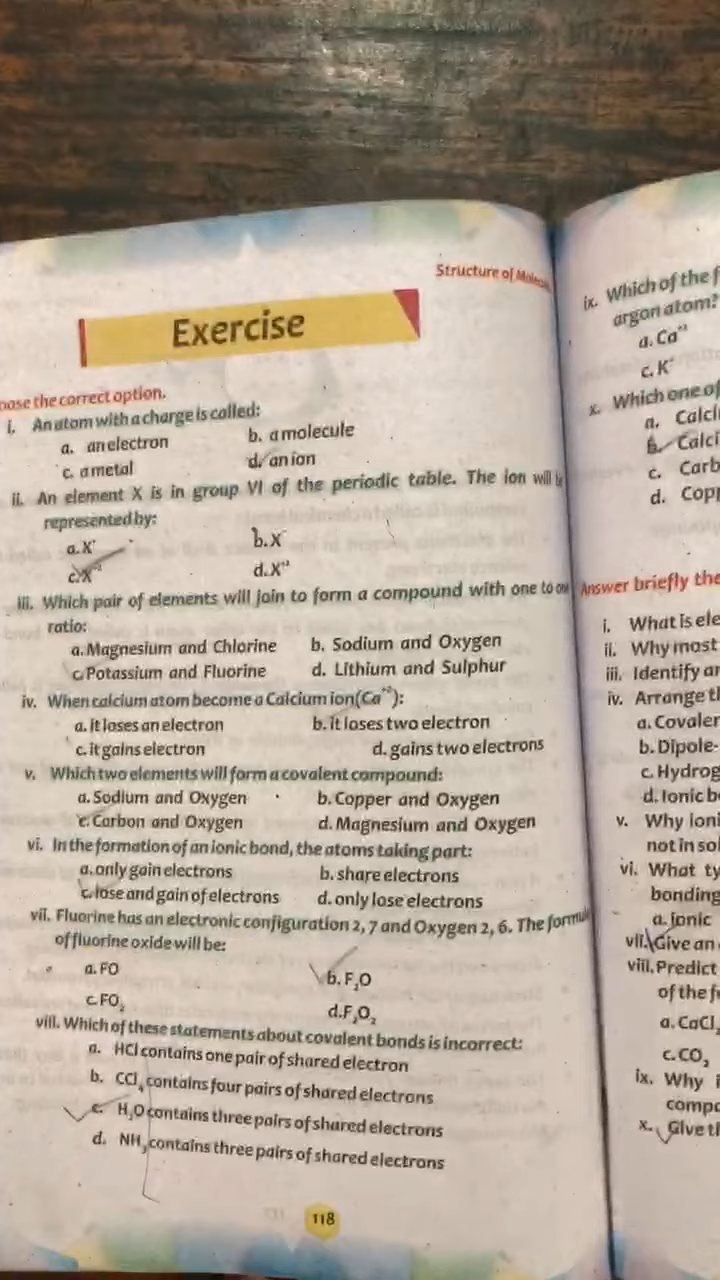 Structure of
Exercise
the correct option.
i. An atom with a charge is called:
a. an electron b. a molecule
c. a metal d. an ion
ii. An element X is in group VI of the periodic table. The ion will
represented by:
a. X⁺ b. X⁻
c. X⁻² d. X⁺²
iii. Which pair of elements will join to form a compound with one to
ratio:
a. Magnesium and Chlorine b. Sodium and Oxygen
c. Potassium and Fluorine d. Lithium and Sulphur
iv. When calcium atom become a Calcium ion(Ca⁺²):
a. it loses an electron b. it loses two electron
c. it gains electron d. gains two electrons
v. Which two elements will form a covalent compound:
a. Sodium and Oxygen b. Copper and Oxygen
c. Carbon and Oxygen d. Magnesium and Oxygen
vi. In the formation of an ionic bond, the atoms taking part:
a. only gain electrons b. share electrons
c. lose and gain of electrons d. only lose electrons
vii. Fluorine has an electronic configuration 2, 7 and Oxygen 2, 6. The
of fluorine oxide will be:
a. FO b. F₂O
c. FO₂ d. F₂O₂
viii. Which of these statements about covalent bonds is incorrect:
a. HCl contains one pair of shared electron
b. CCl₄ contains four pairs of shared electrons
c. H₂O contains three pairs of shared electrons
d. NH₃ contains three pairs of shared electrons
118
ix. Which of the
argon atom?
a. Ca⁺²
c. K⁺
x. Which one of
a. Calci
b. Calci
c. Carb
d. Copp
Answer briefly the
i. What is ele
ii. Why most
iii. Identify
iv. Arrange
a. Covale
b. Dipole-
c. Hydrog
d. Ionic b
v. Why ioni
not in sol
vi. What ty
bonding
a. ionic
vii. Give an
viii. Predict
of the
a. CaCl₂
c. CO₂
ix. Why
compo
x. Give